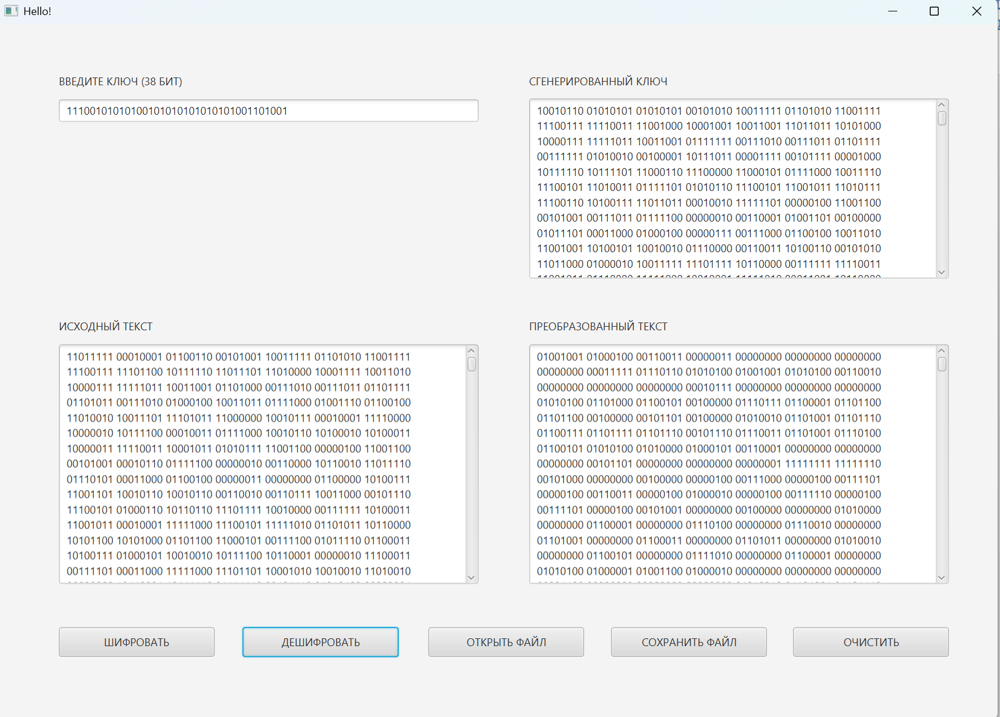 Hello!
ВВЕДИТЕ КЛЮЧ (38 БИТ)
11100101010100101010101010101001101001
СГЕНЕРИРОВАННЫЙ КЛЮЧ
10010110 01010101 01010101 00101010 10011111 01101010 11001111
11100111 11110011 11001000 10001001 10011001 11011011 10101000
10000111 11111011 10011001 01111111 00111010 00111011 01101111
00111111 01010010 00100001 10111011 00001111 00101111 00001000
10111110 10111101 11000110 11100000 11000101 01111000 10011110
11100101 11010011 01111101 01010110 11100101 11001011 11010111
11100110 10100111 11011011 00010010 11111101 00000100 11001100
00101001 00111011 01111100 00000010 00110001 01001101 00100000
01011101 00011000 01000100 00000111 00111000 01100100 10011010
11001001 10100101 10010010 01110000 00110011 10100110 00101010
11011000 01000010 10011111 11101111 10110000 00111111 11110011
11001011 01110000 11111000 10010001 11111010 00011001 10110000
ИСХОДНЫЙ ТЕКСТ
11011111 00010001 01100110 00101001 10011111 01101010 11001111
11100111 11101100 10111110 11011101 11010000 10001111 10011010
10000111 11111011 10011001 01101000 00111010 00111011 01101111
01101011 00111010 01000100 10011011 01111000 01001110 01100100
11010010 10011101 11101011 11000000 10010111 00010001 11110000
10000010 10111100 00010011 01111000 10010110 10100010 10100011
10000011 11110011 10001011 01010111 11001100 00000100 11001100
00101001 00010110 01111100 00000010 00110000 10110010 11011110
01110101 00011000 01100100 00000011 00000000 01100000 10100111
11001101 10010110 10010110 00110010 00110111 10011000 00101110
11100101 01000110 10110110 11101111 10010000 00111111 10100011
11001011 00010001 11111000 11100101 11111010 01101011 10110000
10101100 10101000 01101100 11000101 00111100 01011110 01100011
10100111 01000101 10010010 10111100 10110001 00000010 11100011
00111101 00011000 11111000 11101101 10001010 10010010 11010010
ПРЕОБРАЗОВАННЫЙ ТЕКСТ
01001001 01000100 00110011 00000011 00000000 00000000 00000000
00000000 00011111 01110110 01010100 01001001 01010100 00110010
00000000 00000000 00000000 00010111 00000000 00000000 00000000
01010100 01101000 01100101 00100000 01110111 01100001 01101100
01101100 00100000 00101101 00100000 01010010 01101001 01101110
01100111 01101111 01101110 00101110 01110011 01101001 01110100
01100101 01010100 01010000 01000101 00110001 00000000 00000000
00000000 00101101 00000000 00000000 00000001 11111111 11111110
00101000 00000000 00100000 00000100 00111000 00000100 00111101
00000100 00110011 00000100 01000010 00000100 00111110 00000100
00111101 00000100 00101001 00000000 00100000 00000000 01010000
00000000 01100001 00000000 01110100 00000000 01110010 00000000
01101001 00000000 01100011 00000000 01101011 00000000 01010010
00000000 01100101 00000000 01111010 00000000 01100001 00000000
01010100 01000001 01001100 01000010 00000000 00000000 00000000
ШИФРОВАТЬ
ДЕШИФРОВАТЬ
ОТКРЫТЬ ФАЙЛ
СОХРАНИТЬ ФАЙЛ
ОЧИСТИТЬ